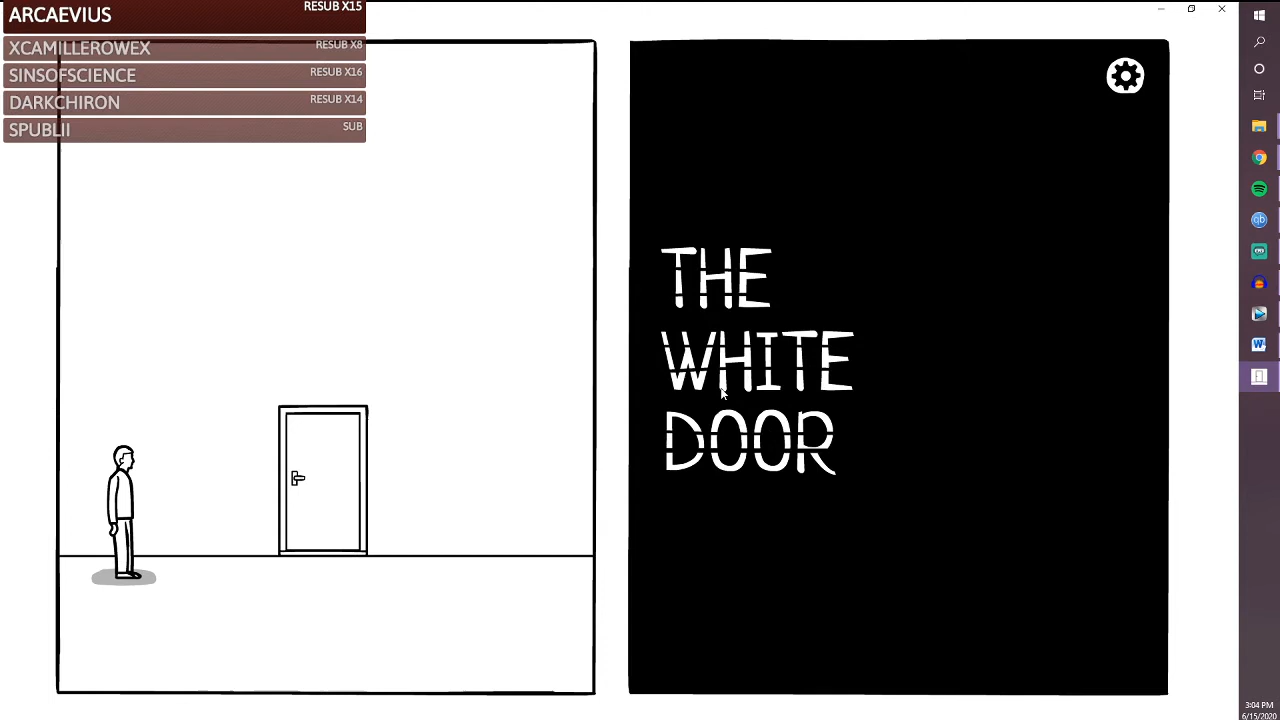 ARCAEVIUS RESUB X15
XCAMILLEROWEX RESUB X8
SINSOFSCIENCE RESUB X16
DARKCHIRON RESUB X14
SPUBLII SUB
THE
WHITE
DOOR
qb
W
3:04 PM
6/15/2020